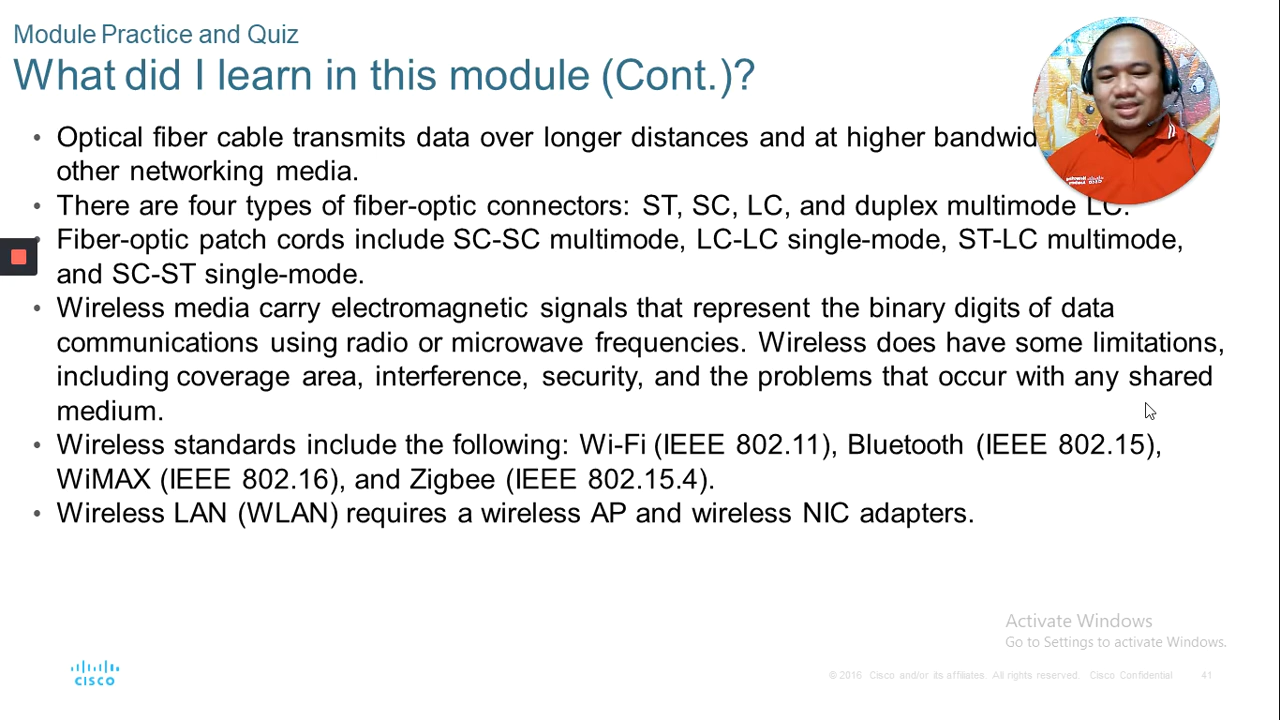 Module Practice and Quiz
What did I learn in this module (Cont.)?
• Optical fiber cable transmits data over longer distances and at higher
other networking media.
• There are four types of fiber-optic connectors: ST, SC, LC, and duplex multimode LC.
Fiber-optic patch cords include SC-SC multimode, LC-LC single-mode, ST-LC multimode,
and SC-ST single-mode.
• Wireless media carry electromagnetic signals that represent the binary digits of data
communications using radio or microwave frequencies. Wireless does have some limitations,
including coverage area, interference, security, and the problems that occur with any shared
medium.
• Wireless standards include the following: Wi-Fi (IEEE 802.11), Bluetooth (IEEE 802.15),
WiMAX (IEEE 802.16), and Zigbee (IEEE 802.15.4).
• Wireless LAN (WLAN) requires a wireless AP and wireless NIC adapters.
Activate Windows
Go to Settings to activate Windows.
CISCO
© 2016 Cisco and/or its affiliates. All rights reserved. Cisco Confidential 41